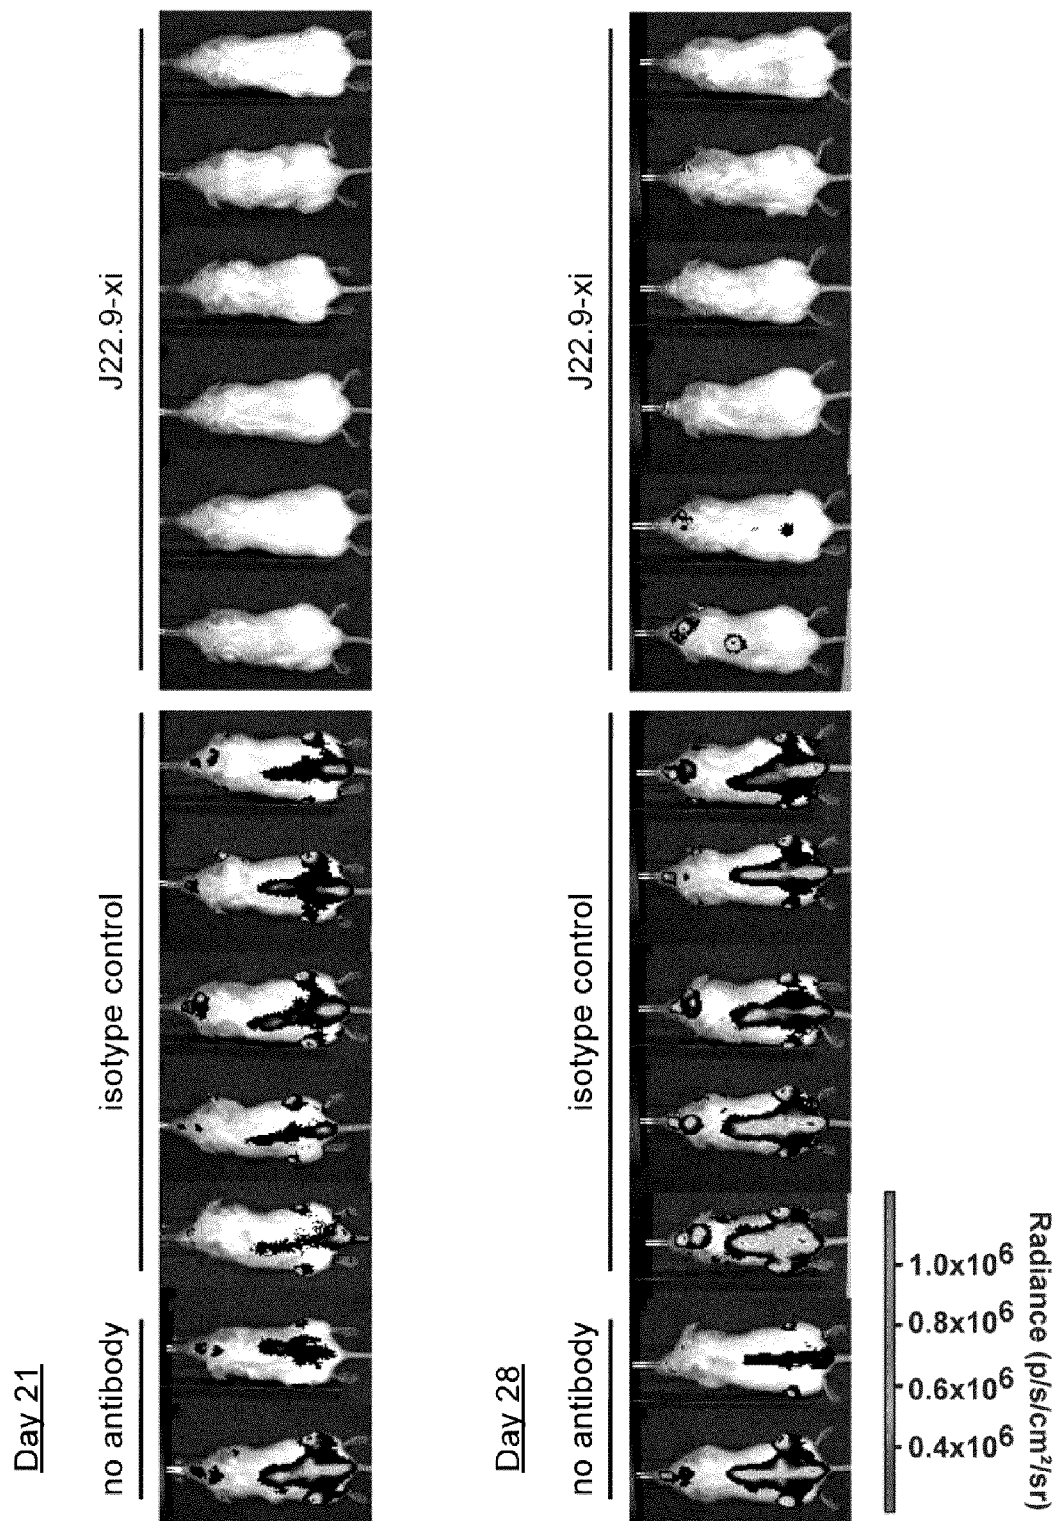 Day 21
no antibody
isotype control
J22.9-xi
Day 28
no antibody
isotype control
J22.9-xi
0.4x10⁶
0.6x10⁶
0.8x10⁶
1.0x10⁶
Radiance (p/s/cm²/sr)